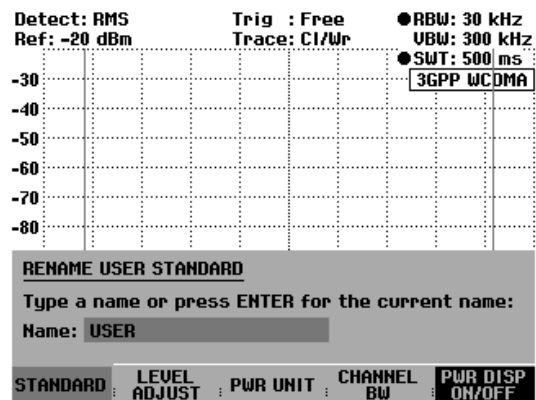 Detect: RMS Trig : Free ●RBW: 30 kHz
Ref: -20 dBm Trace: Cl/Wr VBW: 300 kHz
●SWT: 500 ms
-30 3GPP WCDMA
-40
-50
-60
-70
-80
RENAME USER STANDARD
Type a name or press ENTER for the current name:
Name: USER
STANDARD LEVEL ADJUST PWR UNIT CHANNEL BW PWR DISP ON/OFF